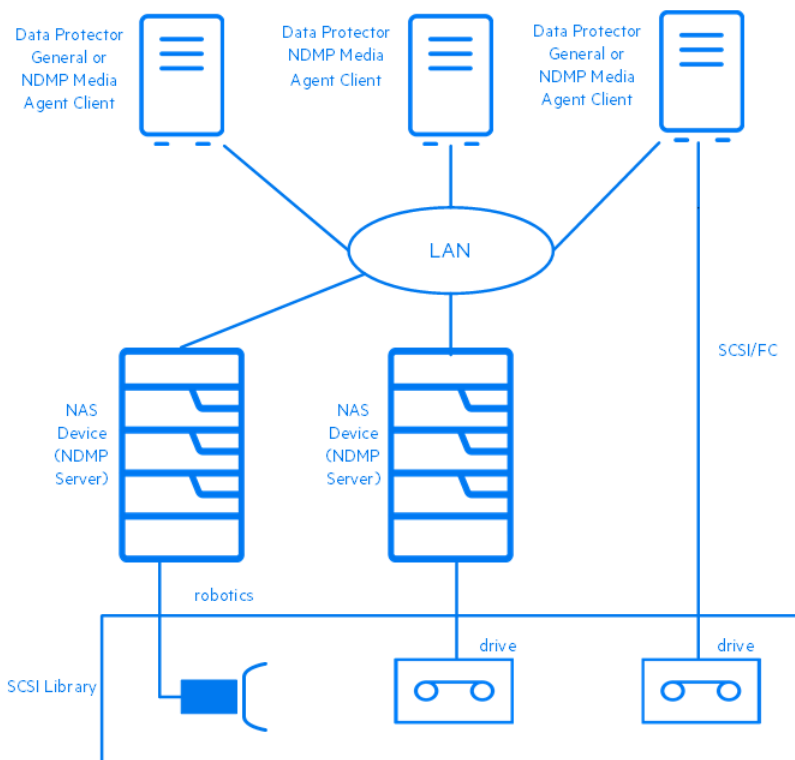 Data Protector
General or
NDMP Media
Agent Client
Data Protector
NDMP Media
Agent Client
Data Protector
General or
NDMP Media
Agent Client
LAN
SCSI/FC
NAS
Device
(NDMP
Server)
NAS
Device
(NDMP
Server)
robotics
drive
drive
SCSI Library